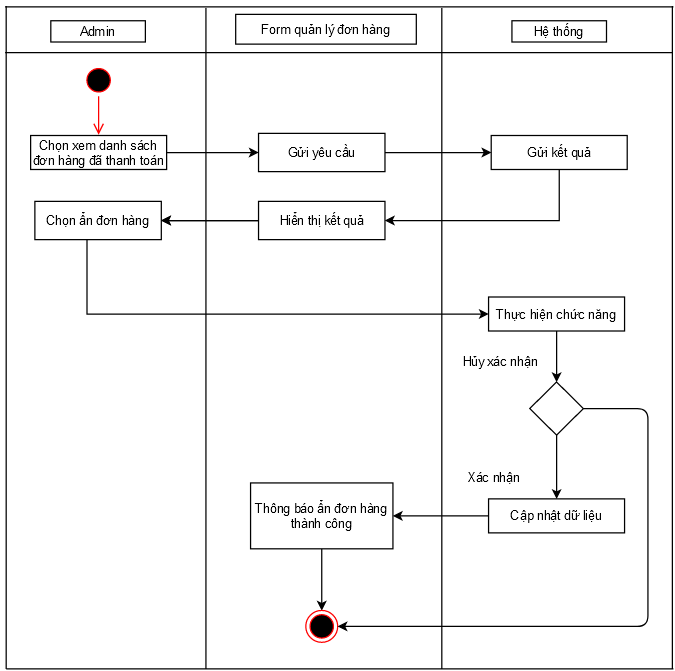 Admin
Form quản lý đơn hàng
Hệ thống
Chọn xem danh sách
đơn hàng đã thanh toán
Gửi yêu cầu
Gửi kết quả
Chọn ẩn đơn hàng
Hiển thị kết quả
Thực hiện chức năng
Hủy xác nhận
Xác nhận
Thông báo ẩn đơn hàng
thành công
Cập nhật dữ liệu